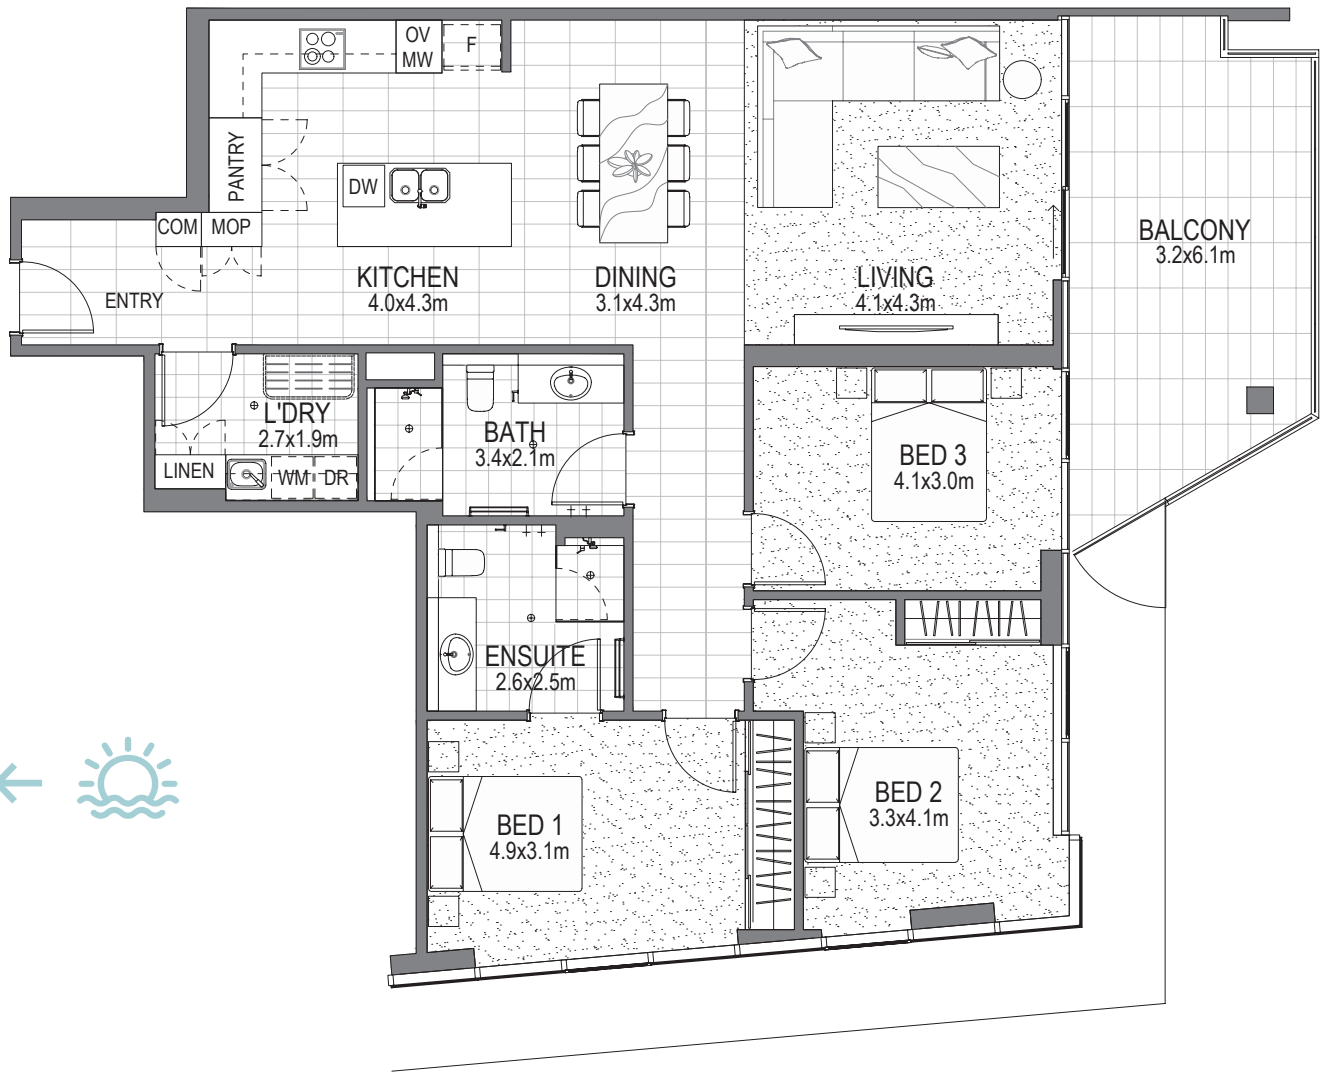 OV
MW
F
PANTRY
DW
COM
MOP
ENTRY
KITCHEN
4.0x4.3m
DINING
3.1x4.3m
LIVING
4.1x4.3m
BALCONY
3.2x6.1m
L'DRY
2.7x1.9m
LINEN
WM
DR
BATH
3.4x2.1m
BED 3
4.1x3.0m
ENSUITE
2.6x2.5m
BED 1
4.9x3.1m
BED 2
3.3x4.1m